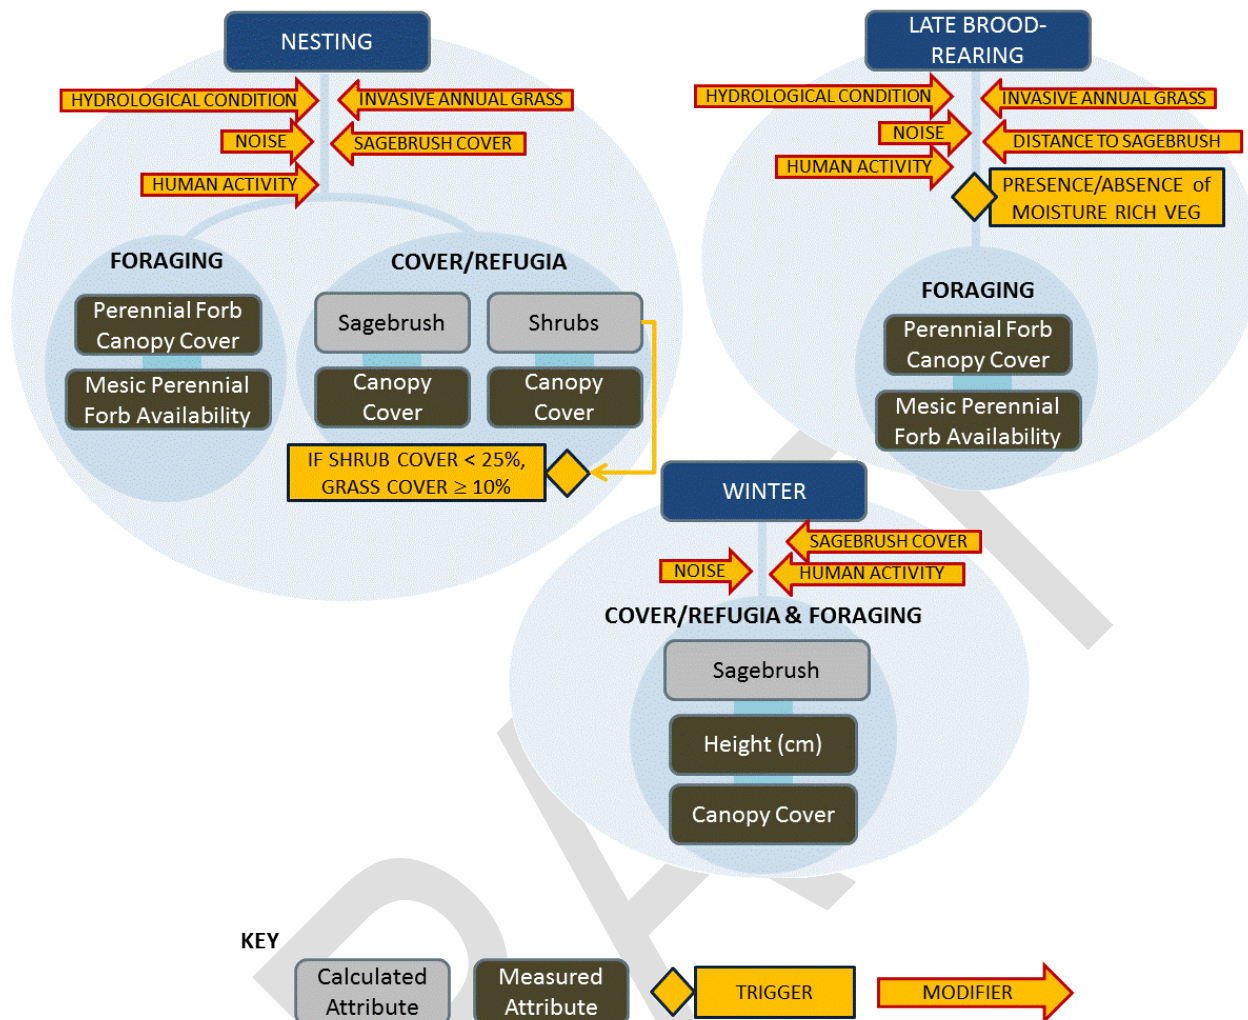 NESTING
HYDROLOGICAL CONDITION
INVASIVE ANNUAL GRASS
NOISE
SAGEBRUSH COVER
HUMAN ACTIVITY
FORAGING
Perennial Forb
Canopy Cover
Mesic Perennial
Forb Availability
COVER/REFUGIA
Sagebrush
Canopy
Cover
Shrubs
Canopy
Cover
IF SHRUB COVER < 25%,
GRASS COVER ≥ 10%
LATE BROOD-
REARING
HYDROLOGICAL CONDITION
INVASIVE ANNUAL GRASS
NOISE
DISTANCE TO SAGEBRUSH
HUMAN ACTIVITY
PRESENCE/ABSENCE of
MOISTURE RICH VEG
FORAGING
Perennial Forb
Canopy Cover
Mesic Perennial
Forb Availability
WINTER
SAGEBRUSH COVER
NOISE
HUMAN ACTIVITY
COVER/REFUGIA & FORAGING
Sagebrush
Height (cm)
Canopy Cover
KEY
Calculated
Attribute
Measured
Attribute
TRIGGER
MODIFIER